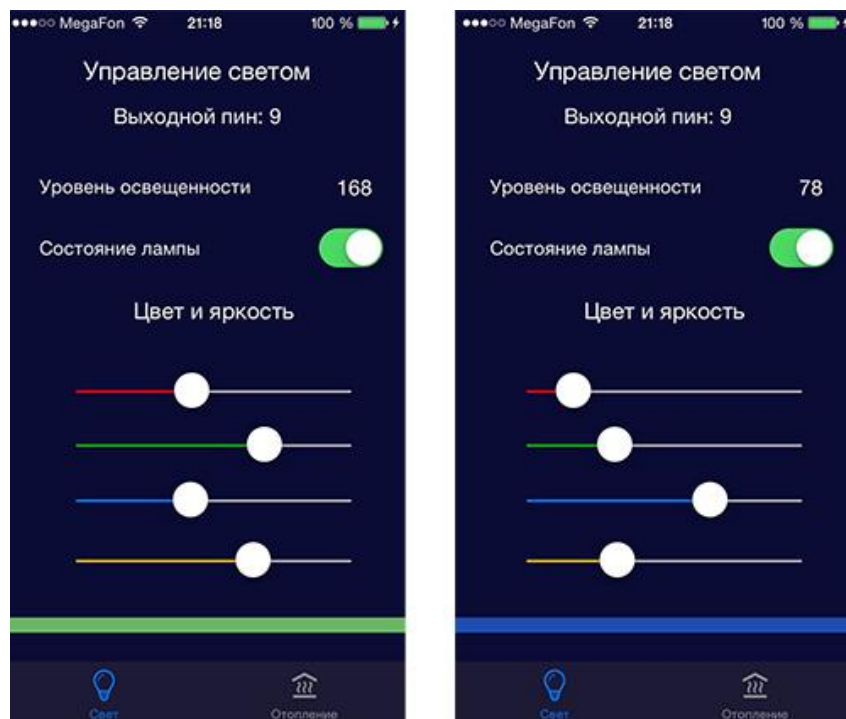 MegaFon 21:18 100 %
Управление светом
Выходной пин: 9
Уровень освещенности 168
Состояние лампы
Цвет и яркость
Свет Отопление
MegaFon 21:18 100 %
Управление светом
Выходной пин: 9
Уровень освещенности 78
Состояние лампы
Цвет и яркость
Свет Отопление